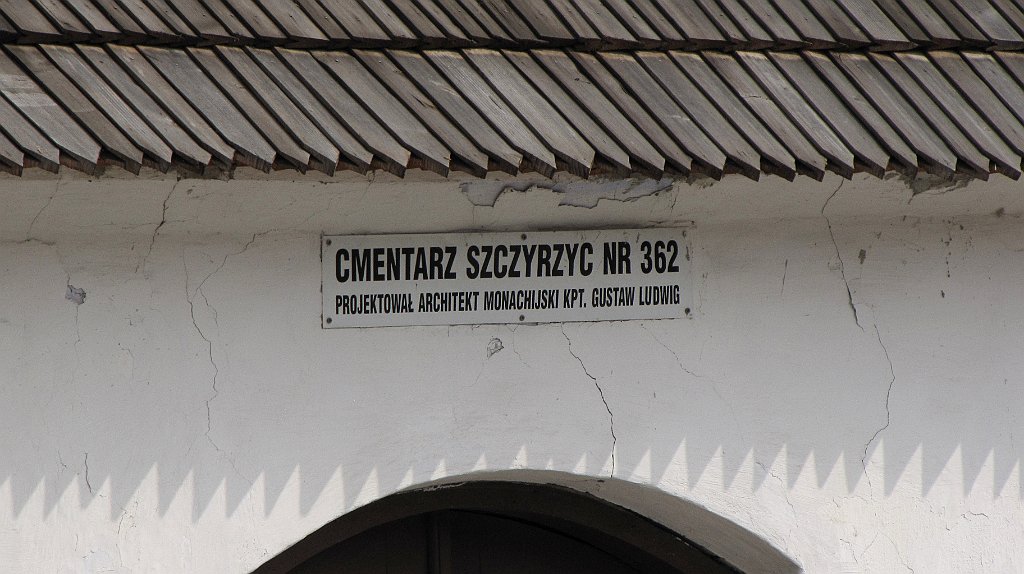 CMENTARZ SZCZYRZYC NR 362
PROJEKTOWAŁ ARCHITEKT MONACHIJSKI KPT. GUSTAW LUDWIG